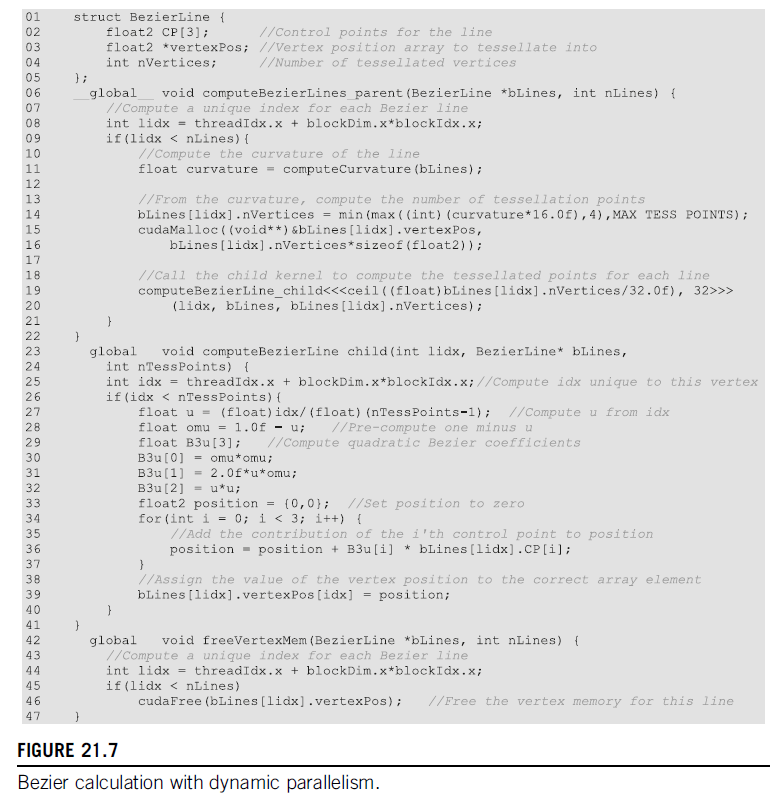 01 struct BezierLine {
02 float2 CP[3]; //Control points for the line
03 float2 *vertexPos; //Vertex position array to tessellate into
04 int nVertices; //Number of tessellated vertices
05 };
06 __global__ void computeBezierLines_parent(BezierLine *bLines, int nLines) {
07 //Compute a unique index for each Bezier line
08 int lidx = threadIdx.x + blockDim.x*blockIdx.x;
09 if(lidx < nLines){
10 //Compute the curvature of the line
11 float curvature = computeCurvature(bLines);
12
13 //From the curvature, compute the number of tessellation points
14 bLines[lidx].nVertices = min(max((int)(curvature*16.0f),4),MAX TESS POINTS);
15 cudaMalloc((void**)&bLines[lidx].vertexPos,
16 bLines[lidx].nVertices*sizeof(float2));
17
18 //Call the child kernel to compute the tessellated points for each line
19 computeBezierLine_child<<<ceil((float)bLines[lidx].nVertices/32.0f), 32>>>
20 (lidx, bLines, bLines[lidx].nVertices);
21 }
22 }
23 global void computeBezierLine child(int lidx, BezierLine* bLines,
24 int nTessPoints) {
25 int idx = threadIdx.x + blockDim.x*blockIdx.x;//Compute idx unique to this vertex
26 if(idx < nTessPoints){
27 float u = (float)idx/(float)(nTessPoints-1); //Compute u from idx
28 float omu = 1.0f - u; //Pre-compute one minus u
29 float B3u[3]; //Compute quadratic Bezier coefficients
30 B3u[0] = omu*omu;
31 B3u[1] = 2.0f*u*omu;
32 B3u[2] = u*u;
33 float2 position = {0,0}; //Set position to zero
34 for(int i = 0; i < 3; i++) {
35 //Add the contribution of the i'th control point to position
36 position = position + B3u[i] * bLines[lidx].CP[i];
37 }
38 //Assign the value of the vertex position to the correct array element
39 bLines[lidx].vertexPos[idx] = position;
40 }
41 }
42 global void freeVertexMem(BezierLine *bLines, int nLines) {
43 //Compute a unique index for each Bezier line
44 int lidx = threadIdx.x + blockDim.x*blockIdx.x;
45 if(lidx < nLines)
46 cudaFree(bLines[lidx].vertexPos); //Free the vertex memory for this line
47 }
FIGURE 21.7
Bezier calculation with dynamic parallelism.